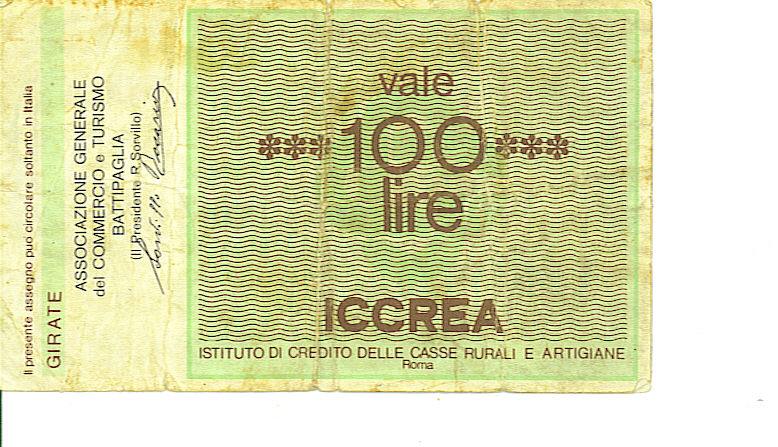 Il presente assegno può circolare soltanto in Italia
GIRATE
ASSOCIAZIONE GENERALE
del COMMERCIO e TURISMO
BATTIPAGLIA
(Il Presidente R. Sorvillo)
vale
100
lire
ICCREA
ISTITUTO DI CREDITO DELLE CASSE RURALI E ARTIGIANE
Roma